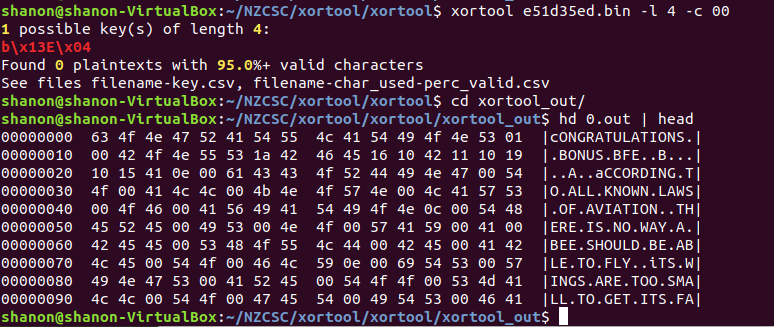 shanon@shanon-VirtualBox:~/NZCSC/xortool/xortool$ xortool e51d35ed.bin -l 4 -c 00
1 possible key(s) of length 4:
b\x13E\x04
Found 0 plaintexts with 95.0%+ valid characters
See files filename-key.csv, filename-char_used-perc_valid.csv
shanon@shanon-VirtualBox:~/NZCSC/xortool/xortool$ cd xortool_out/
shanon@shanon-VirtualBox:~/NZCSC/xortool/xortool/xortool_out$ hd 0.out | head
00000000  63 4f 4e 47 52 41 54 55  4c 41 54 49 4f 4e 53 01  |cONGRATULATIONS.|
00000010  00 42 4f 4e 55 53 1a 42  46 45 16 10 42 11 10 19  |.BONUS.BFE..B...|
00000020  10 15 41 0e 00 61 43 43  4f 52 44 49 4e 47 00 54  |..A..aCCORDING.T|
00000030  4f 00 41 4c 4c 00 4b 4e  4f 57 4e 00 4c 41 57 53  |O.ALL.KNOWN.LAWS|
00000040  00 4f 46 00 41 56 49 41  54 49 4f 4e 0c 00 54 48  |.OF.AVIATION..TH|
00000050  45 52 45 00 49 53 00 4e  4f 00 57 41 59 00 41 00  |ERE.IS.NO.WAY.A.|
00000060  42 45 45 00 53 48 4f 55  4c 44 00 42 45 00 41 42  |BEE.SHOULD.BE.AB|
00000070  4c 45 00 54 4f 00 46 4c  59 0e 00 69 54 53 00 57  |LE.TO.FLY..iTS.W|
00000080  49 4e 47 53 00 41 52 45  00 54 4f 4f 00 53 4d 41  |INGS.ARE.TOO.SMA|
00000090  4c 4c 00 54 4f 00 47 45  54 00 49 54 53 00 46 41  |LL.TO.GET.ITS.FA|
shanon@shanon-VirtualBox:~/NZCSC/xortool/xortool/xortool_out$